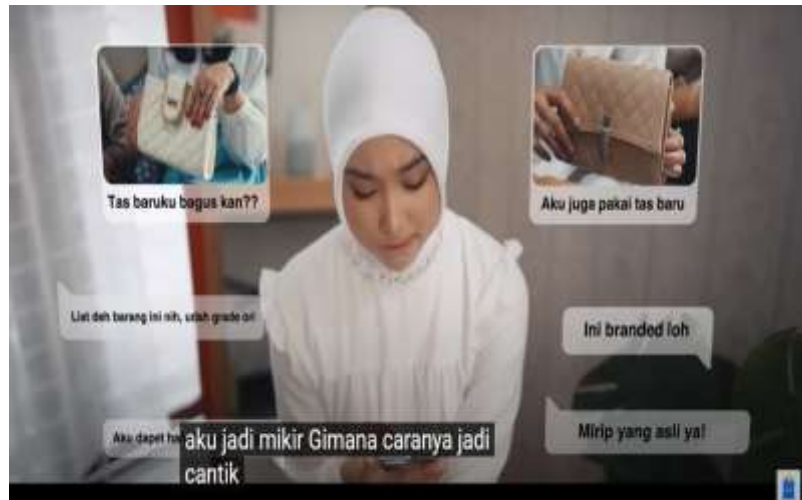 Tas baruku bagus kan??
Aku juga pakai tas baru
Liat deh barang ini nih, udah grade ori
Ini branded loh
Aku dapet
Mirip yang asli ya!
aku jadi mikir Gimana caranya jadi
cantik